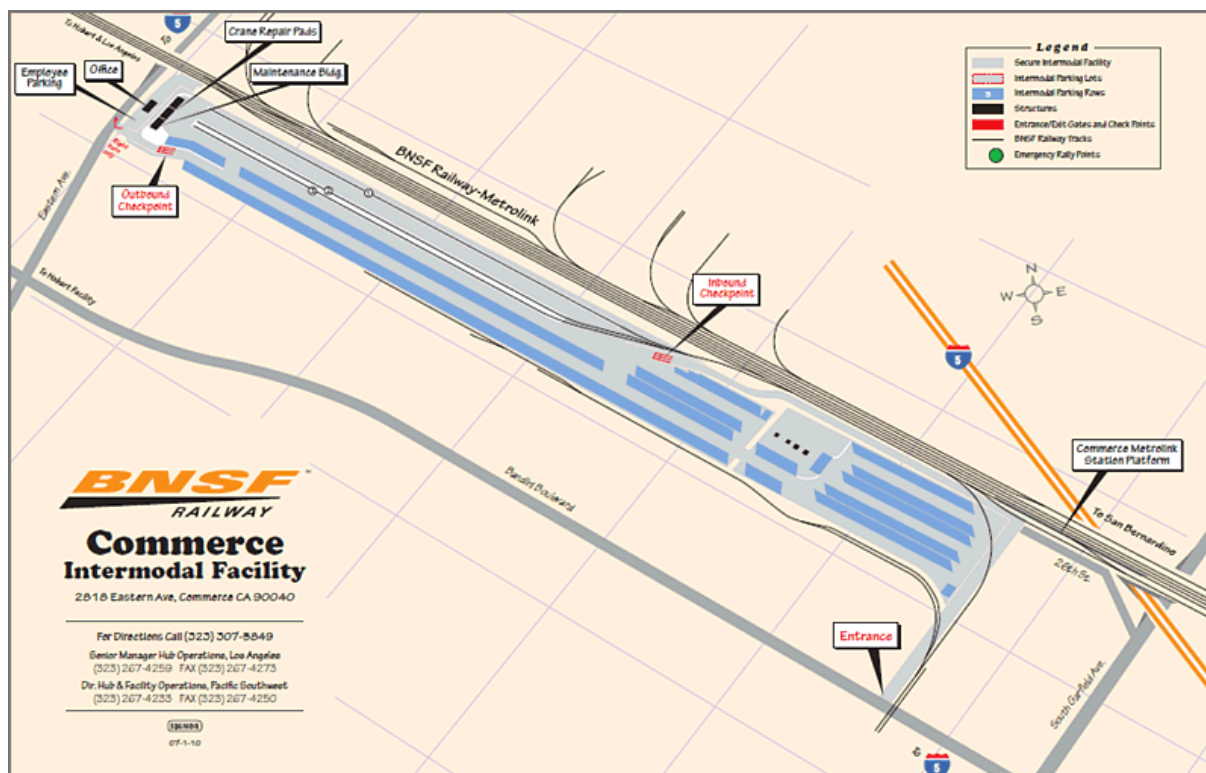 To Hobart & Los Angeles
5
To
Crane Repair Pads
Maintenance Bldg.
Office
Employee
Parking
Right
Turn
Only
Outbound
Checkpoint
Eastern Ave.
To Hobart Facility
BNSF Railway-Metrolink
Inbound
Checkpoint
Legend
Secure Intermodal Facility
Intermodal Parking Lots
Intermodal Parking Rows
Structures
Entrance/Exit Gates and Check Points
BNSF Railway Tracks
Emergency Rally Points
N
W
E
S
5
Commerce Metrolink
Station Platform
To San Bernardino
26th St.
Bandini Boulevard
Entrance
South Garfield Ave.
To
5
BNSF
RAILWAY
Commerce
Intermodal Facility
2818 Eastern Ave, Commerce CA 90040
For Directions Call (323) 307-8849
Senior Manager Hub Operations, Los Angeles
(323) 267-4259 FAX (323) 267-4273
Dir. Hub & Facility Operations, Pacific Southwest
(323) 267-4233 FAX (323) 267-4250
07-1-10